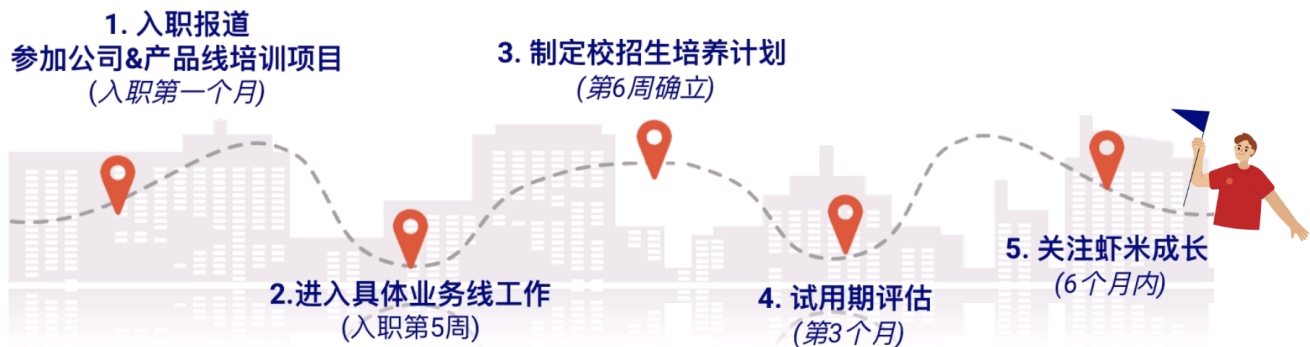 1. 入职报道
参加公司&产品线培训项目
(入职第一个月)
2.进入具体业务线工作
(入职第5周)
3. 制定校招生培养计划
(第6周确立)
4. 试用期评估
(第3个月)
5. 关注虾米成长
(6个月内)